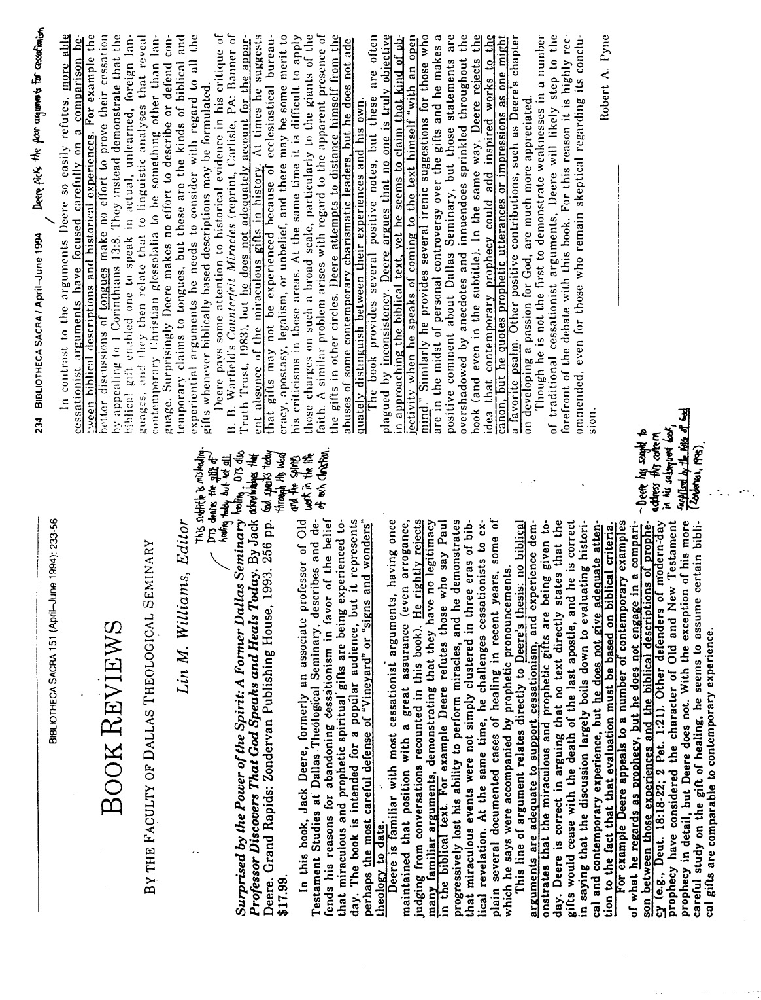 BIBLIOTHECA SACRA 151 (April–June 1994): 233-56
BOOK REVIEWS
BY THE FACULTY OF DALLAS THEOLOGICAL SEMINARY
Lin M. Williams, Editor
This subtitle is misleading.
DTS denies the gift of
healing today but not all
healing. DTS also
acknowledges that
God speaks today
through His Word
and the Spirit's
work in the life
of each Christian.
Surprised by the Power of the Spirit: A Former Dallas Seminary
Professor Discovers That God Speaks and Heals Today. By Jack
Deere. Grand Rapids: Zondervan Publishing House, 1993. 256 pp.
$17.99.
In this book, Jack Deere, formerly an associate professor of Old
Testament Studies at Dallas Theological Seminary, describes and de-
fends his reasons for abandoning cessationism in favor of the belief
that miraculous and prophetic spiritual gifts are being experienced to-
day. The book is intended for a popular audience, but it represents
perhaps the most careful defense of "Vineyard" or "signs and wonders"
theology to date.
Deere is familiar with most cessationist arguments, having once
maintained that position with a great assurance (even arrogance,
judging from conversations recounted in this book). He rightly rejects
many familiar arguments, demonstrating that they have no legitimacy
in the biblical text. For example Deere refutes those who say Paul
progressively lost his ability to perform miracles, and he demonstrates
that miraculous events were not simply clustered in three eras of bib-
lical revelation. At the same time, he challenges cessationists to ex-
plain several documented cases of healing in recent years, some of
which he says were accompanied by prophetic pronouncements.
This line of argument relates directly to Deere's thesis: no biblical
arguments are adequate to support cessationism, and experience dem-
onstrates that the miraculous and prophetic gifts are being given to-
day. Deere is correct in arguing that no text directly states that the
gifts would cease with the death of the last apostle, and he is correct
in saying that the discussion largely boils down to evaluating histori-
cal and contemporary experience, but he does not give adequate atten-
tion to the fact that that evaluation must be based on biblical criteria.
For example Deere appeals to a number of contemporary examples
of what he regards as prophecy, but he does not engage in a compari-
son between those experiences and the biblical descriptions of prophe-
cy (e.g., Deut. 18:18-22; 2 Pet. 1:21). Other defenders of modern-day
prophecy have considered the character of Old and New Testament
prophecy in detail, but Deere does not. With the exception of his more
careful study on the gift of healing, he seems to assume certain bibli-
cal gifts are comparable to contemporary experience.
– Deere has sought to
address this concern
in his subsequent book,
Surprised by the Voice of God
(Zondervan, 1996).
234 BIBLIOTHECA SACRA / April–June 1994
Deere picks the poor arguments for cessationism
In contrast to the arguments Deere so easily refutes, more able
cessationist arguments have focused carefully on a comparison be-
tween biblical descriptions and historical experiences. For example the
better discussions of tongues make no effort to prove their cessation
by appealing to 1 Corinthians 13:8. They instead demonstrate that the
biblical gift enabled one to speak in actual, unlearned, foreign lan-
guages, and they then relate that to linguistic analyses that reveal
contemporary Christian glossolalia to be something other than lan-
guage. Surprisingly Deere makes no effort to describe or defend con-
temporary claims to tongues, but these are the kinds of biblical and
experiential arguments he needs to consider with regard to all the
gifts whenever biblically based descriptions may be formulated.
Deere pays some attention to historical evidence in his critique of
B. B. Warfield's Counterfeit Miracles (reprint, Carlisle, PA: Banner of
Truth Trust, 1983), but he does not adequately account for the appar-
ent absence of the miraculous gifts in history. At times he suggests
that gifts may not be experienced because of ecclesiastical bureau-
cracy, apostasy, legalism, or unbelief, and there may be some merit to
his criticisms in these areas. At the same time it is difficult to apply
those charges on such a broad scale, particularly to the giants of the
faith. A similar problem arises with regard to the apparent presence of
the gifts in other circles. Deere attempts to distance himself from the
abuses of some contemporary charismatic leaders, but he does not ade-
quately distinguish between their experiences and his own.
The book provides several positive notes, but these are often
plagued by inconsistency. Deere argues that no one is truly objective
in approaching the biblical text, yet he seems to claim that kind of ob-
jectivity when he speaks of coming to the text himself "with an open
mind." Similarly he provides several irenic suggestions for those who
are in the midst of personal controversy over the gifts and he makes a
positive comment about Dallas Seminary, but those statements are
overshadowed by anecdotes and innuendoes sprinkled throughout the
book (and even in the subtitle). In the same way, Deere rejects the
idea that contemporary prophecy could add inspired works to the
canon, but he quotes prophetic utterances or impressions as one might
a favorite psalm. Other positive contributions, such as Deere's chapter
on developing a passion for God, are much more appreciated.
Though he is not the first to demonstrate weaknesses in a number
of traditional cessationist arguments, Deere will likely step to the
forefront of the debate with this book. For this reason it is highly rec-
ommended, even for those who remain skeptical regarding its conclu-
sion.
Robert A. Pyne